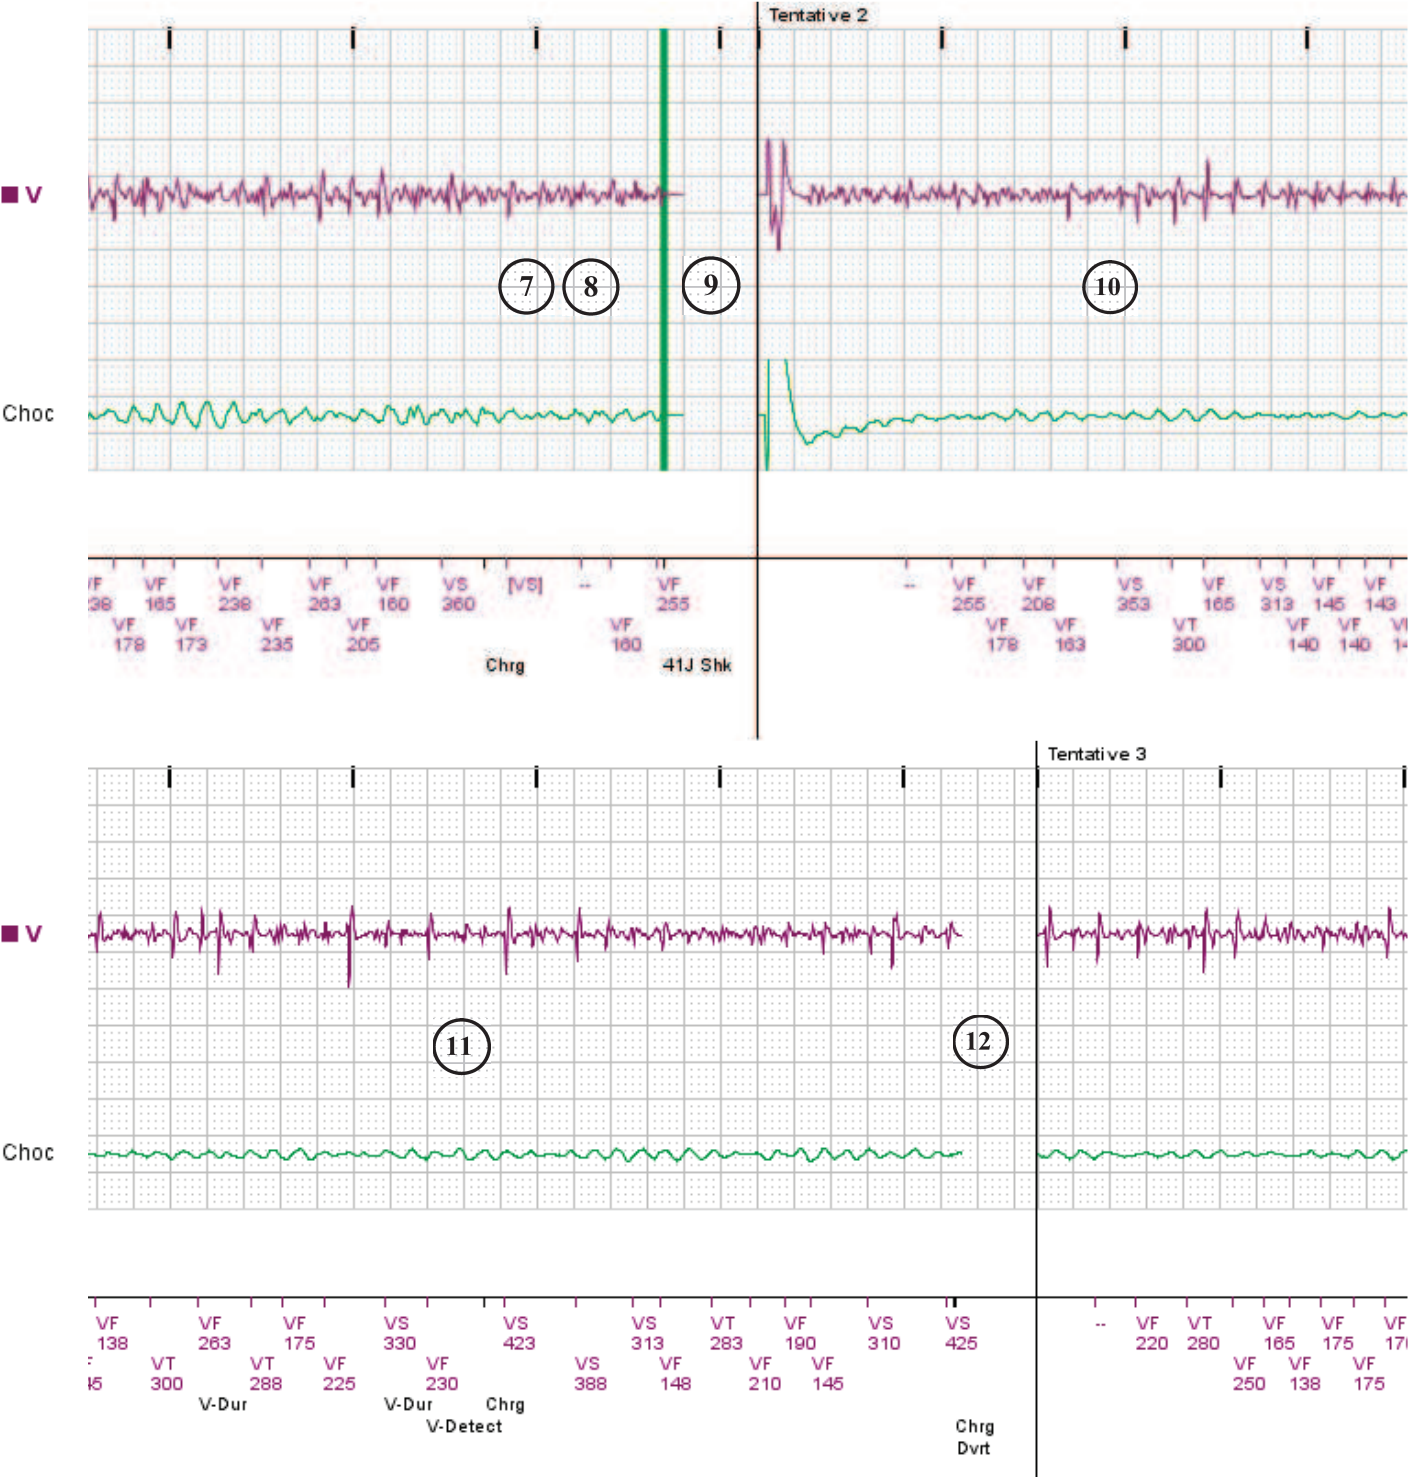 Tentative 2
V
7 8 9 10
Choc
VF VF VF VF VF VS [VS] -- VF -- VF VF VS VF VS VF VF
238 165 238 263 160 360 255 255 208 353 165 313 145 143
VF VF VF VF VF VF VF VT VF VF
178 173 235 205 160 178 163 300 140 140
Chrg 41J Shk
Tentative 3
V
11 12
Choc
VF VF VF VS VS VS VT VF VS VS -- VF VT VF VF
138 263 175 330 423 313 283 190 310 425 220 280 165 175
VT VT VF VF VS VF VF VF VF VF VF
300 288 225 230 388 148 210 145 250 138 175
V-Dur V-Dur Chrg
V-Detect
Chrg
Dvrt